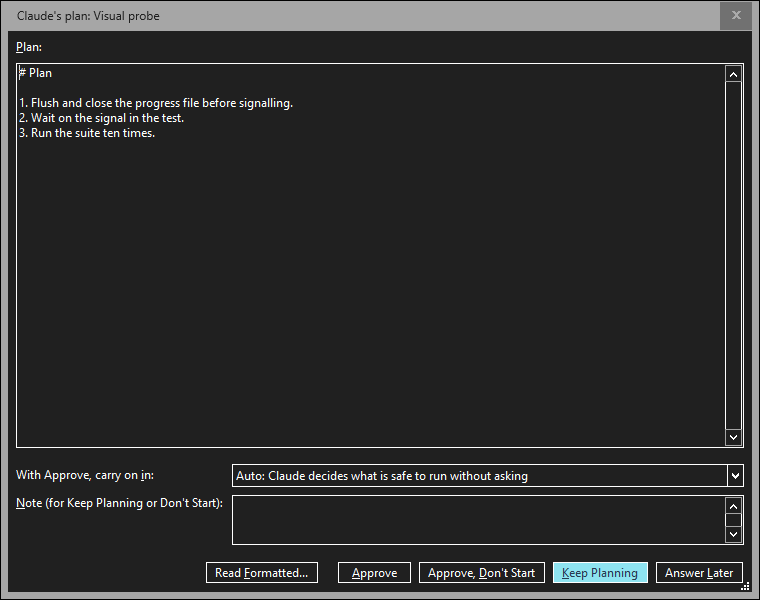 Claude's plan: Visual probe
Plan:
# Plan
1. Flush and close the progress file before signalling.
2. Wait on the signal in the test.
3. Run the suite ten times.
With Approve, carry on in: Auto: Claude decides what is safe to run without asking
Note (for Keep Planning or Don't Start):
Read Formatted... Approve Approve, Don't Start Keep Planning Answer Later